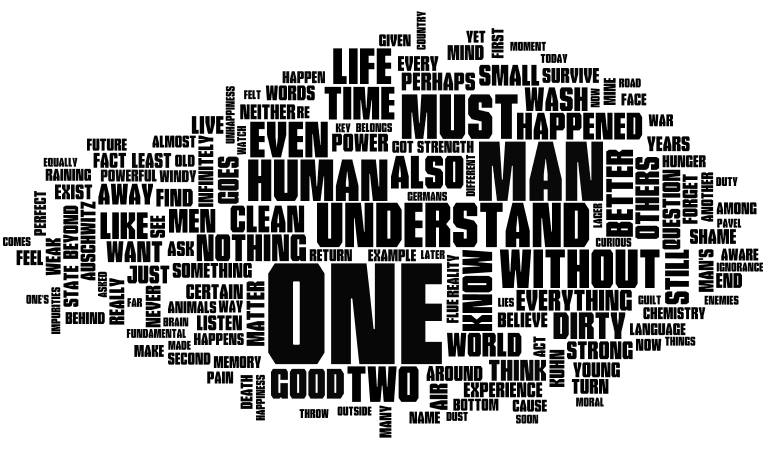 COUNTRY
GIVEN
YET
FIRST
MIND
MOMENT
TODAY
LIFE
EVERY
HAPPEN
PERHAPS
SMALL
SURVIVE
FELT
WORDS
TIME
MUST
WASH
NOW
MINE
ROAD
FACE
UNHAPPINESS
NEITHER
RE
LIVE
WATCH
EVEN
KEY
BELONGS
HAPPENED
WAR
POWER
GOT
STRENGTH
FUTURE
ALMOST
INFINITELY
YEARS
EQUALLY
FACT
LEAST
OLD
GOES
HUMAN
ALSO
DIFFERENT
MAN
BETTER
OTHERS
HUNGER
RAINING
POWERFUL
WINDY
QUESTION
FORGET
ANOTHER
DUTY
EXIST
AWAY
FIND
GERMANS
PERFECT
BEYOND
AUSCHWITZ
LIKE
SEE
MEN
CLEAN
UNDERSTAND
LAGER
AMONG
PAVEL
COMES
FEEL
WEAK
STATE
WANT
ASK
NOTHING
CURIOUS
SHAME
RETURN
EXAMPLE
LATER
STILL
MAN'S
AWARE
IGNORANCE
END
JUST
SOMETHING
ONE
REALITY
FLUE
KNOW
WITHOUT
ASKED
REALLY
NEVER
CERTAIN
ONE'S
IMPURITIES
FAR
ANIMALS
WAY
MATTER
LIES
EVERYTHING
GUILT
ENEMIES
BEHIND
BRAIN
LISTEN
BELIEVE
DIRTY
CHEMISTRY
FUNDAMENTAL
HAPPENS
LANGUAGE
MAKE
MADE
WORLD
ACT
STRONG
NOW
THINGS
SECOND
MEMORY
KUHN
PAIN
DEATH
HAPPINESS
GOOD
TWO
AROUND
THINK
YOUNG
AIR
EXPERIENCE
TURN
THROW
OUTSIDE
MANY
BOTTOM
CAUSE
MORAL
NAME
DUST
SOON